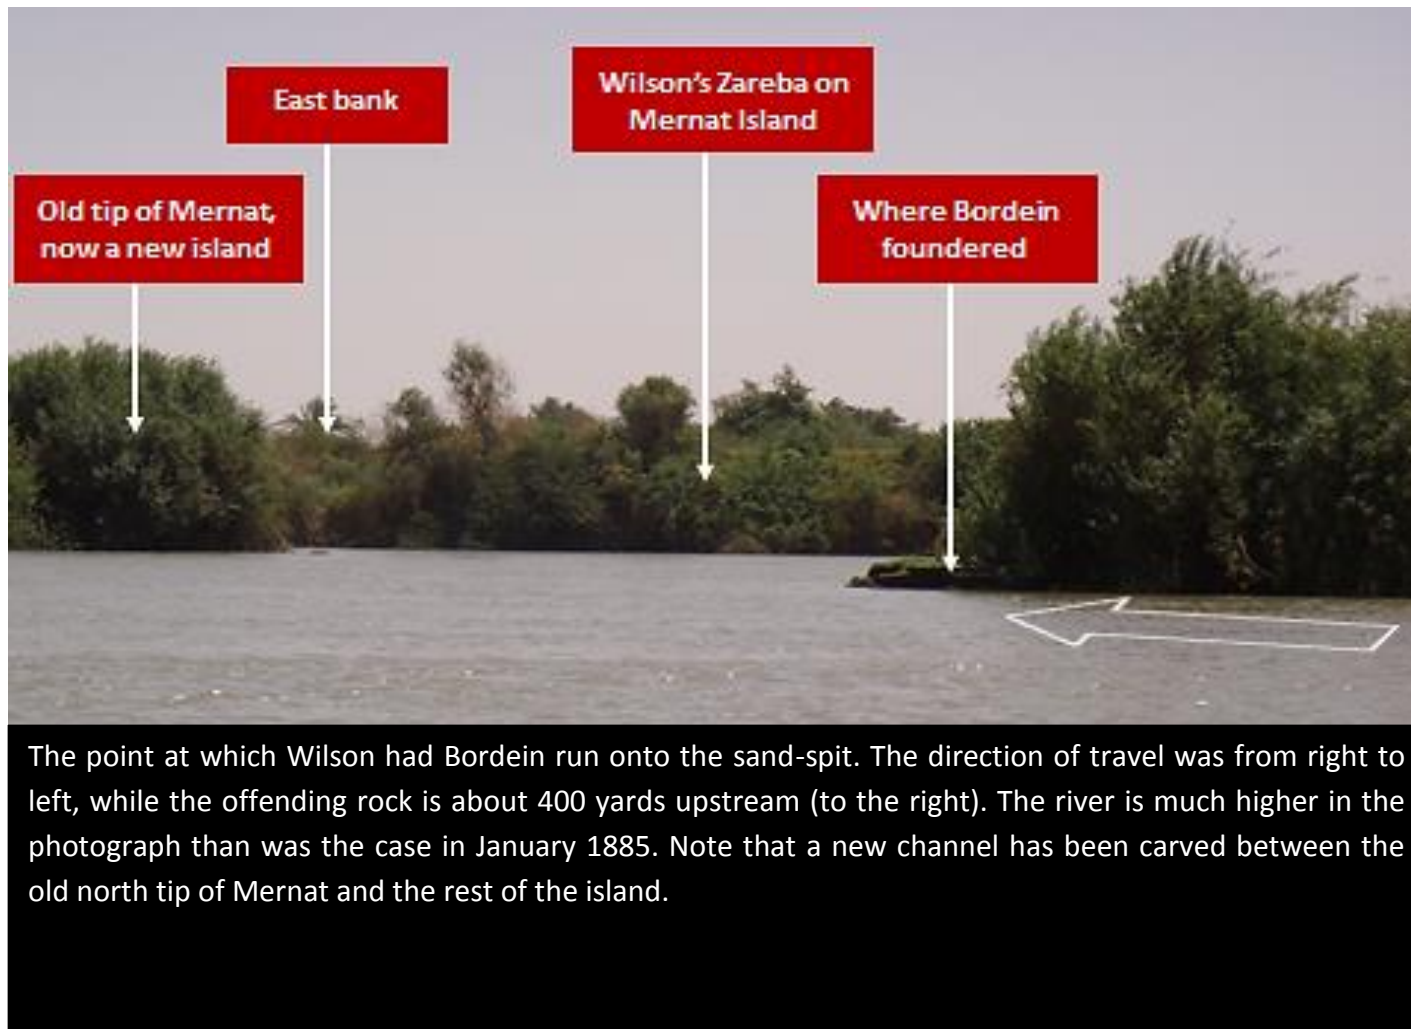 East bank
Wilson's Zareba on
Mernat Island
Old tip of Mernat,
now a new island
Where Bordein
foundered
The point at which Wilson had Bordein run onto the sand-spit. The direction of travel was from right to
left, while the offending rock is about 400 yards upstream (to the right). The river is much higher in the
photograph than was the case in January 1885. Note that a new channel has been carved between the
old north tip of Mernat and the rest of the island.